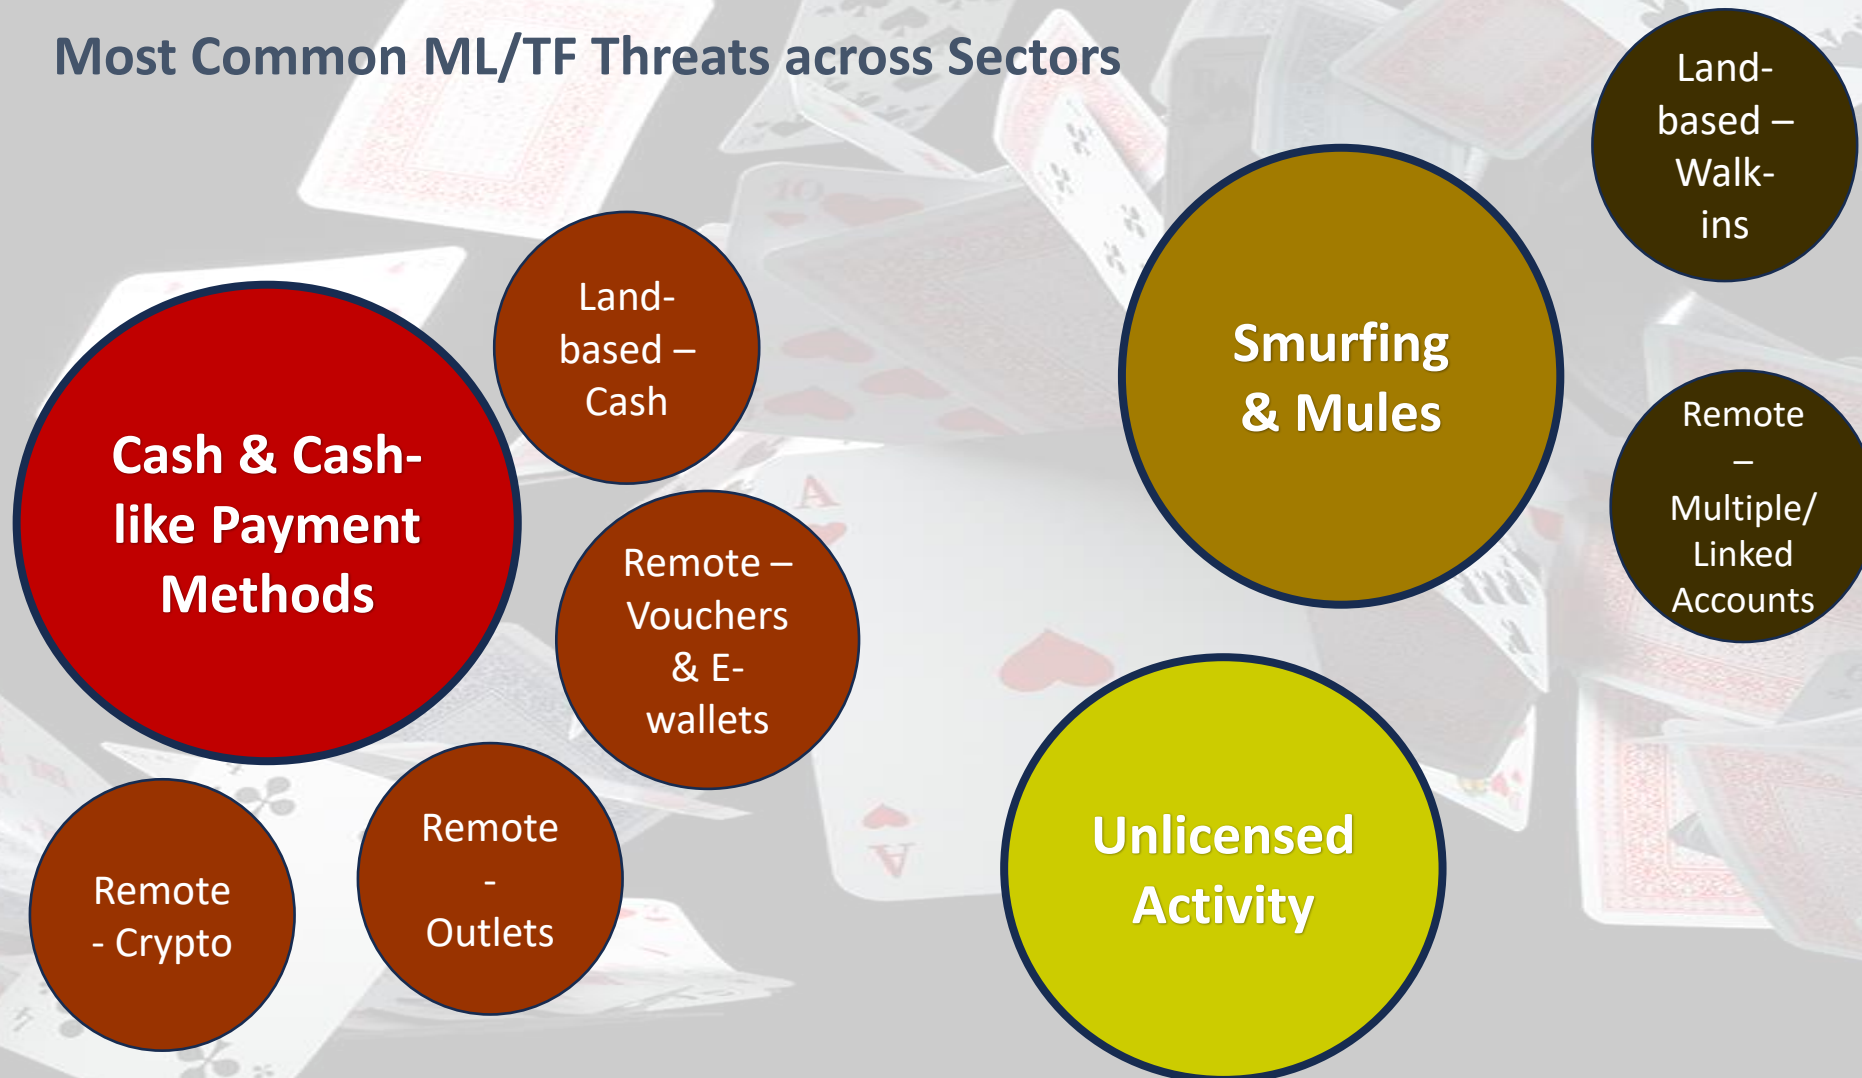 Most Common ML/TF Threats across Sectors
Cash & Cash-
like Payment
Methods
Land-
based –
Cash
Remote –
Vouchers
& E-
wallets
Remote
-
Outlets
Remote
- Crypto
Smurfing
& Mules
Land-
based –
Walk-
ins
Remote
–
Multiple/
Linked
Accounts
Unlicensed
Activity